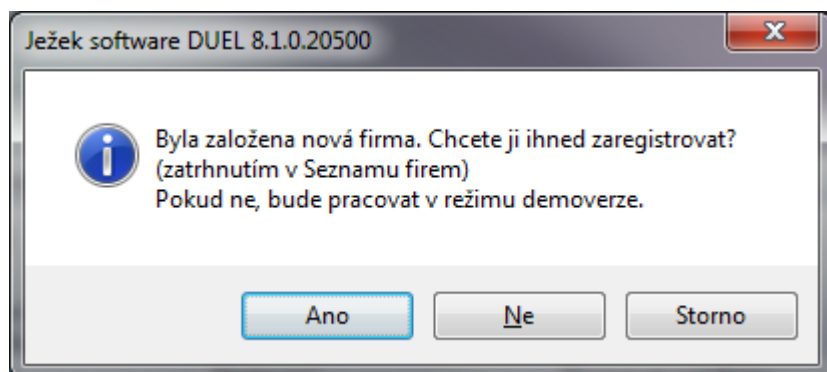 Ježek software DUEL 8.1.0.20500
Byla založena nová firma. Chcete ji ihned zaregistrovat?
(zatrhnutím v Seznamu firem)
Pokud ne, bude pracovat v režimu demoverze.
Ano
Ne
Storno